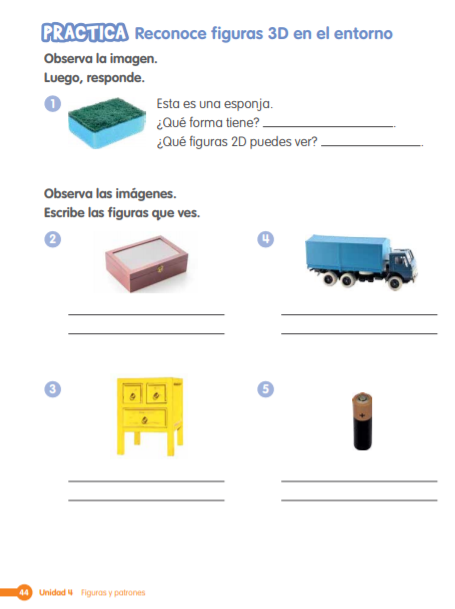 PRACTICA Reconoce figuras 3D en el entorno
Observa la imagen.
Luego, responde.
1 Esta es una esponja.
¿Qué forma tiene? ____________________.
¿Qué figuras 2D puedes ver? _______________.
Observa las imágenes.
Escribe las figuras que ves.
2
4
3
5
+
44 Unidad 4 Figuras y patrones